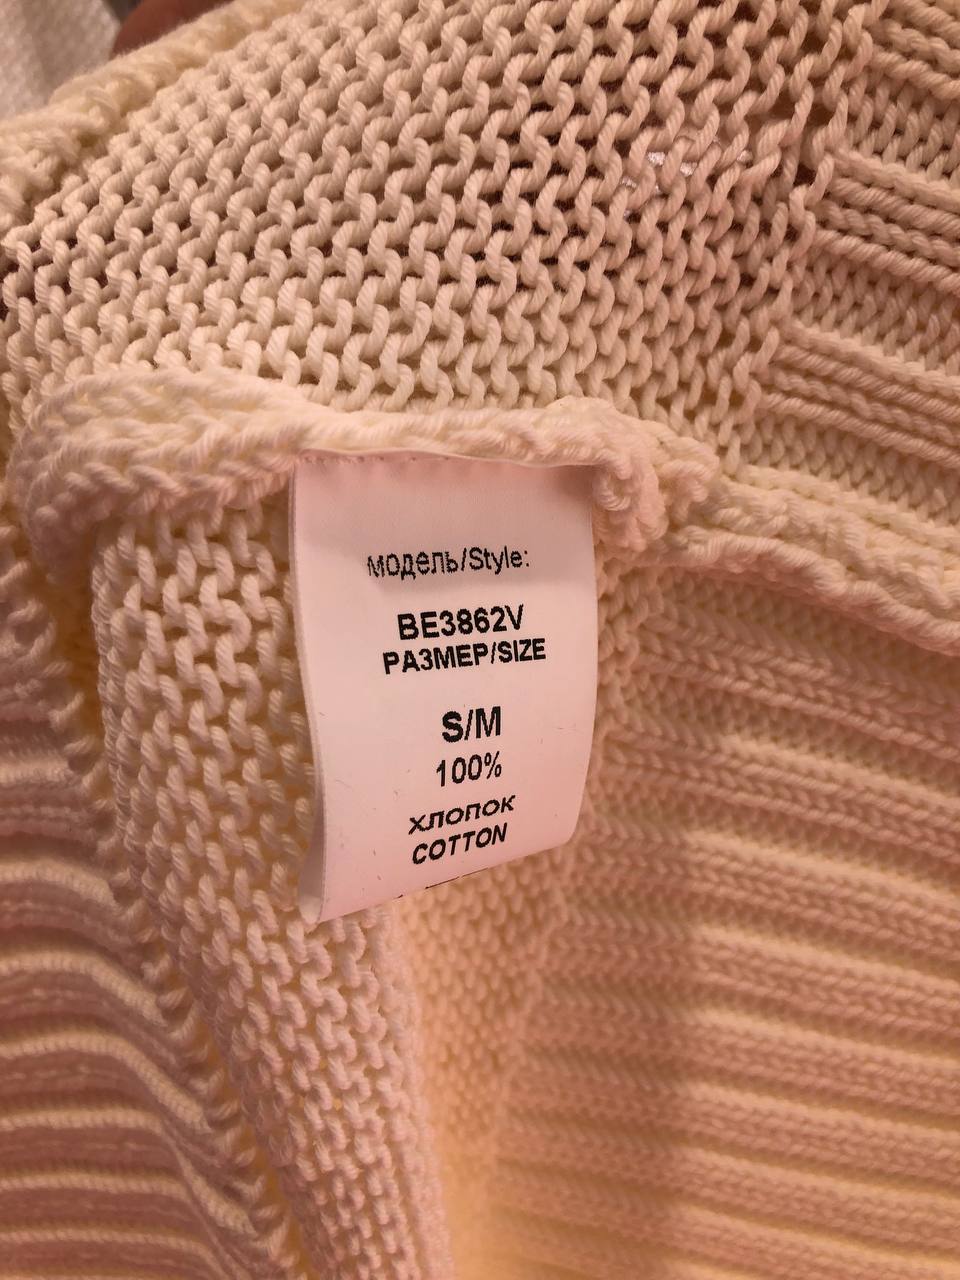 модель/Style:
BE3862V
РАЗМЕР/SIZE
S/M
100%
хлопок
COTTON